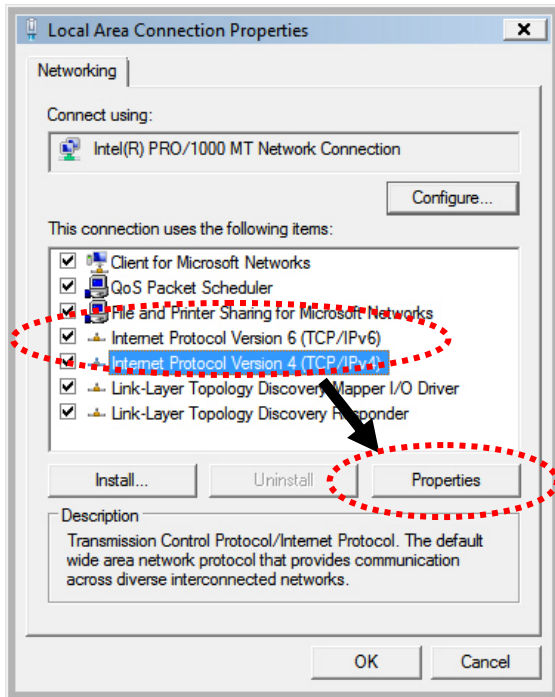 Local Area Connection Properties
Networking
Connect using:
Intel(R) PRO/1000 MT Network Connection
Configure...
This connection uses the following items:
Client for Microsoft Networks
QoS Packet Scheduler
File and Printer Sharing for Microsoft Networks
Internet Protocol Version 6 (TCP/IPv6)
Internet Protocol Version 4 (TCP/IPv4)
Link-Layer Topology Discovery Mapper I/O Driver
Link-Layer Topology Discovery Responder
Install... Uninstall Properties
Description
Transmission Control Protocol/Internet Protocol. The default
wide area network protocol that provides communication
across diverse interconnected networks.
OK Cancel